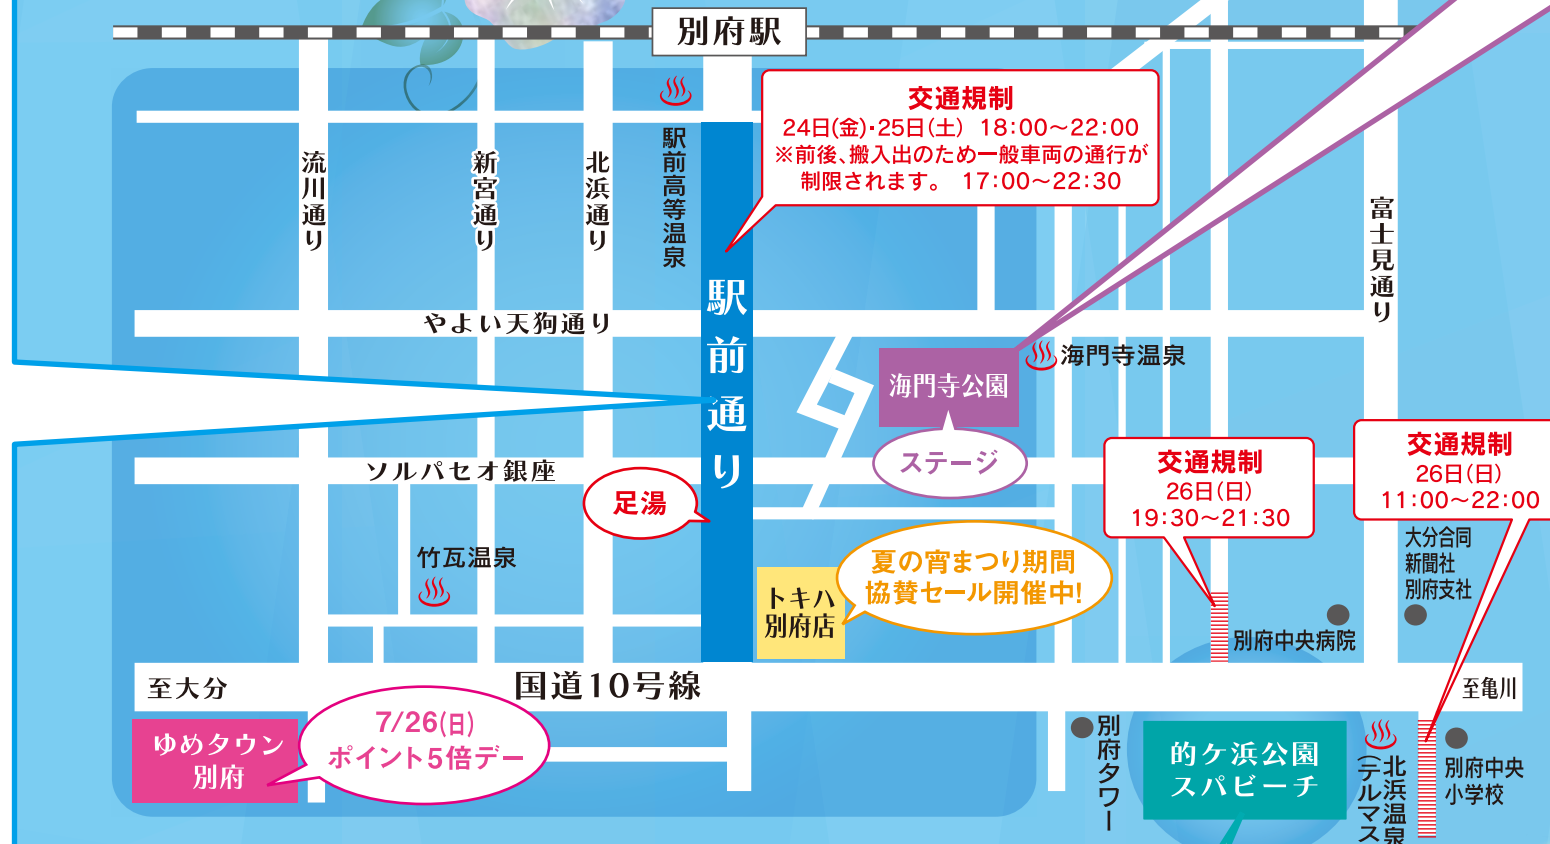 別府駅
交通規制
24日(金)・25日(土) 18:00〜22:00
※前後、搬入出のため一般車両の通行が
制限されます。 17:00〜22:30
流川通り
新宮通り
北浜通り
駅前高等温泉
駅前通り
富士見通り
やよい天狗通り
海門寺公園
海門寺温泉
ステージ
ソルパセオ銀座
足湯
交通規制
26日(日)
19:30〜21:30
交通規制
26日(日)
11:00〜22:00
竹瓦温泉
トキハ
別府店
夏の宵まつり期間
協賛セール開催中!
大分合同
新聞社
別府支社
別府中央病院
至大分
国道10号線
至亀川
ゆめタウン
別府
7/26(日)
ポイント5倍デー
別府タワー
的ケ浜公園
スパビーチ
北浜温泉
(テルマス
別府中央
小学校